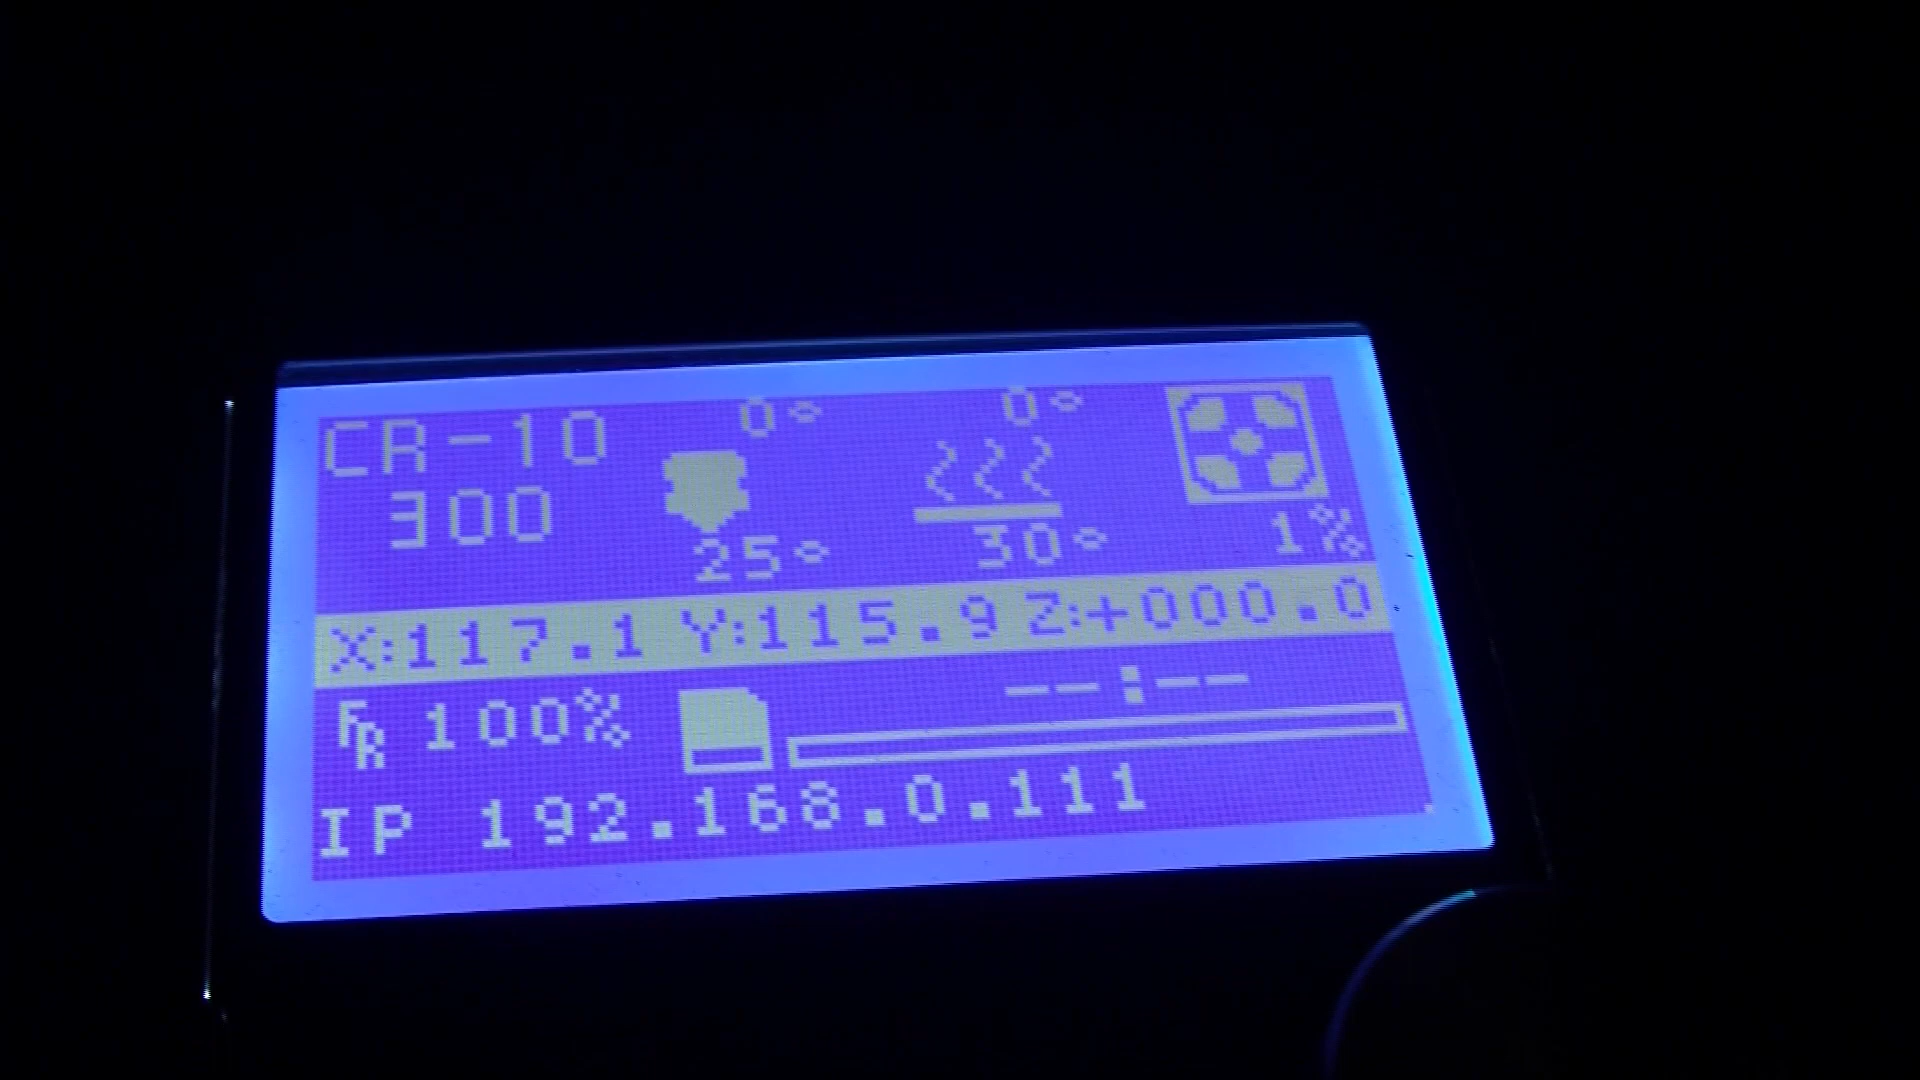 CR-10 0° 0°
300
25° 30° 1%
X:117.1 Y:115.9 Z:+000.0
FR 100% --:--
IP 192.168.0.111